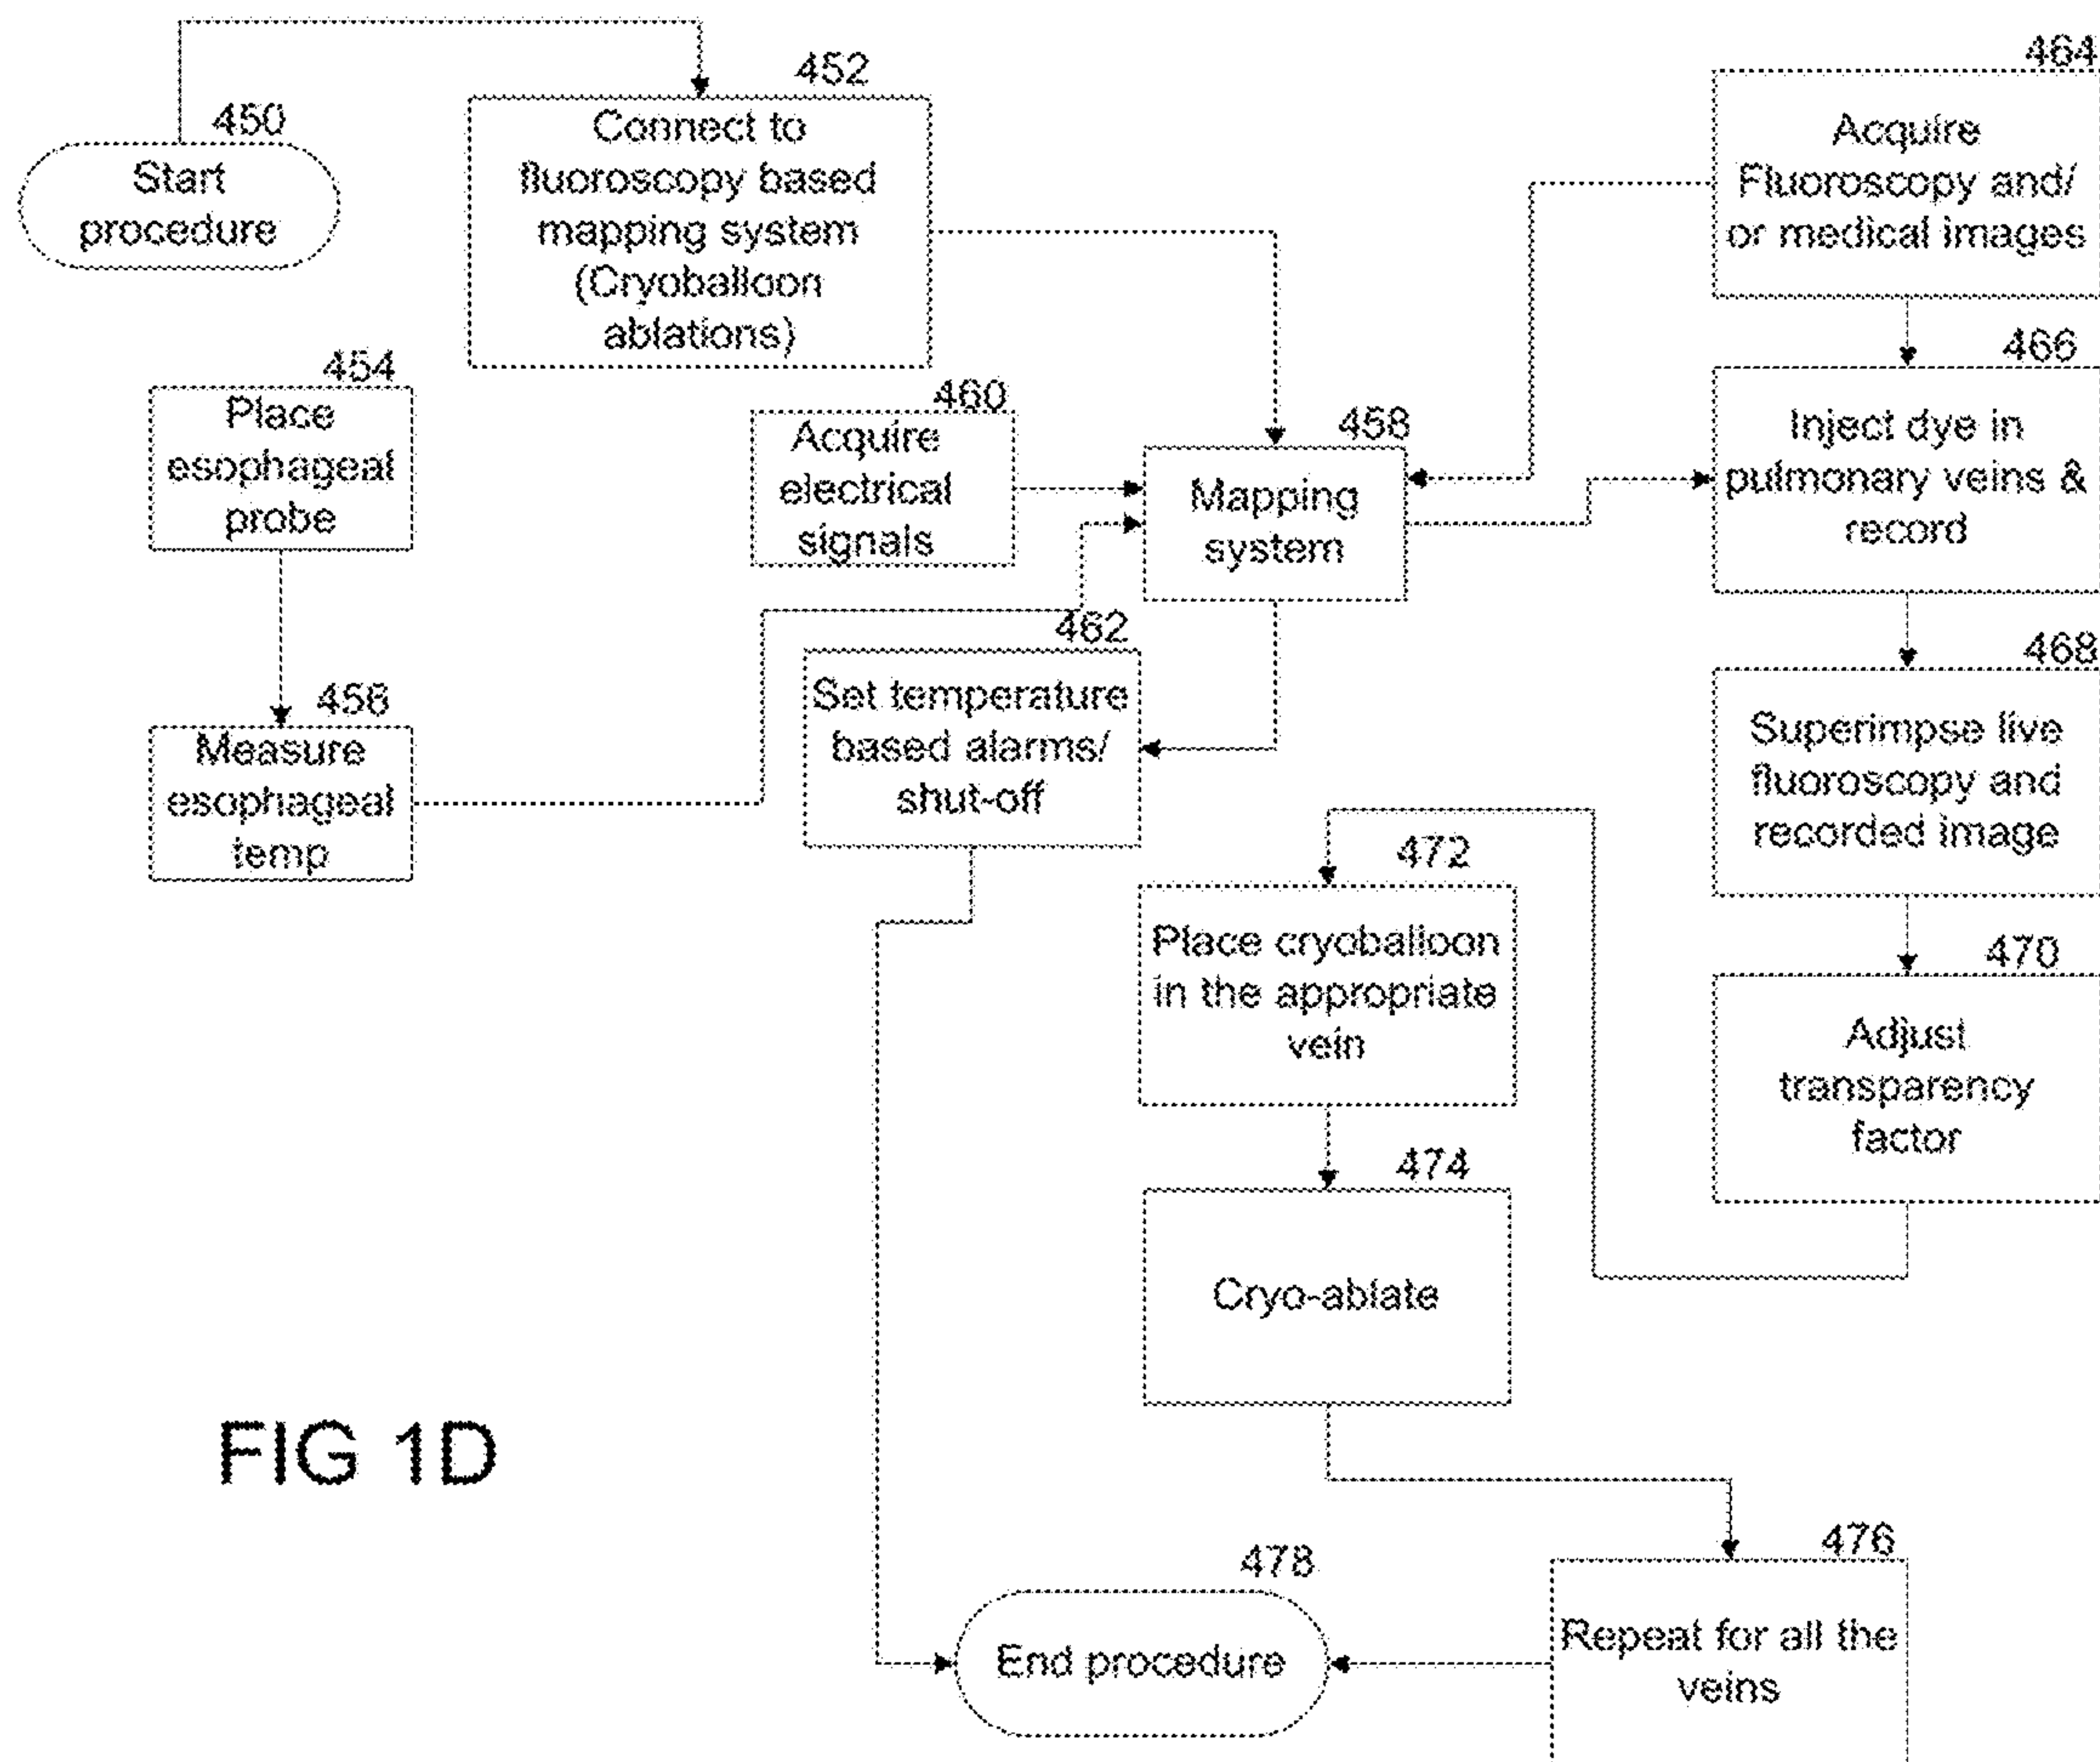 450
Start
procedure
452
Connect to
fluoroscopy based
mapping system
(Cryoballoon
ablations)
454
Place
esophageal
probe
456
Measure
esophageal
temp
460
Acquire
electrical
signals
458
Mapping
system
462
Set temperature
based alarms/
shut-off
464
Acquire
Fluoroscopy and/
or medical images
466
Inject dye in
pulmonary veins &
record
468
Superimpse live
fluoroscopy and
recorded image
470
Adjust
transparency
factor
472
Place cryoballoon
in the appropriate
vein
474
Cryo-ablate
476
Repeat for all the
veins
478
End procedure
FIG 1D